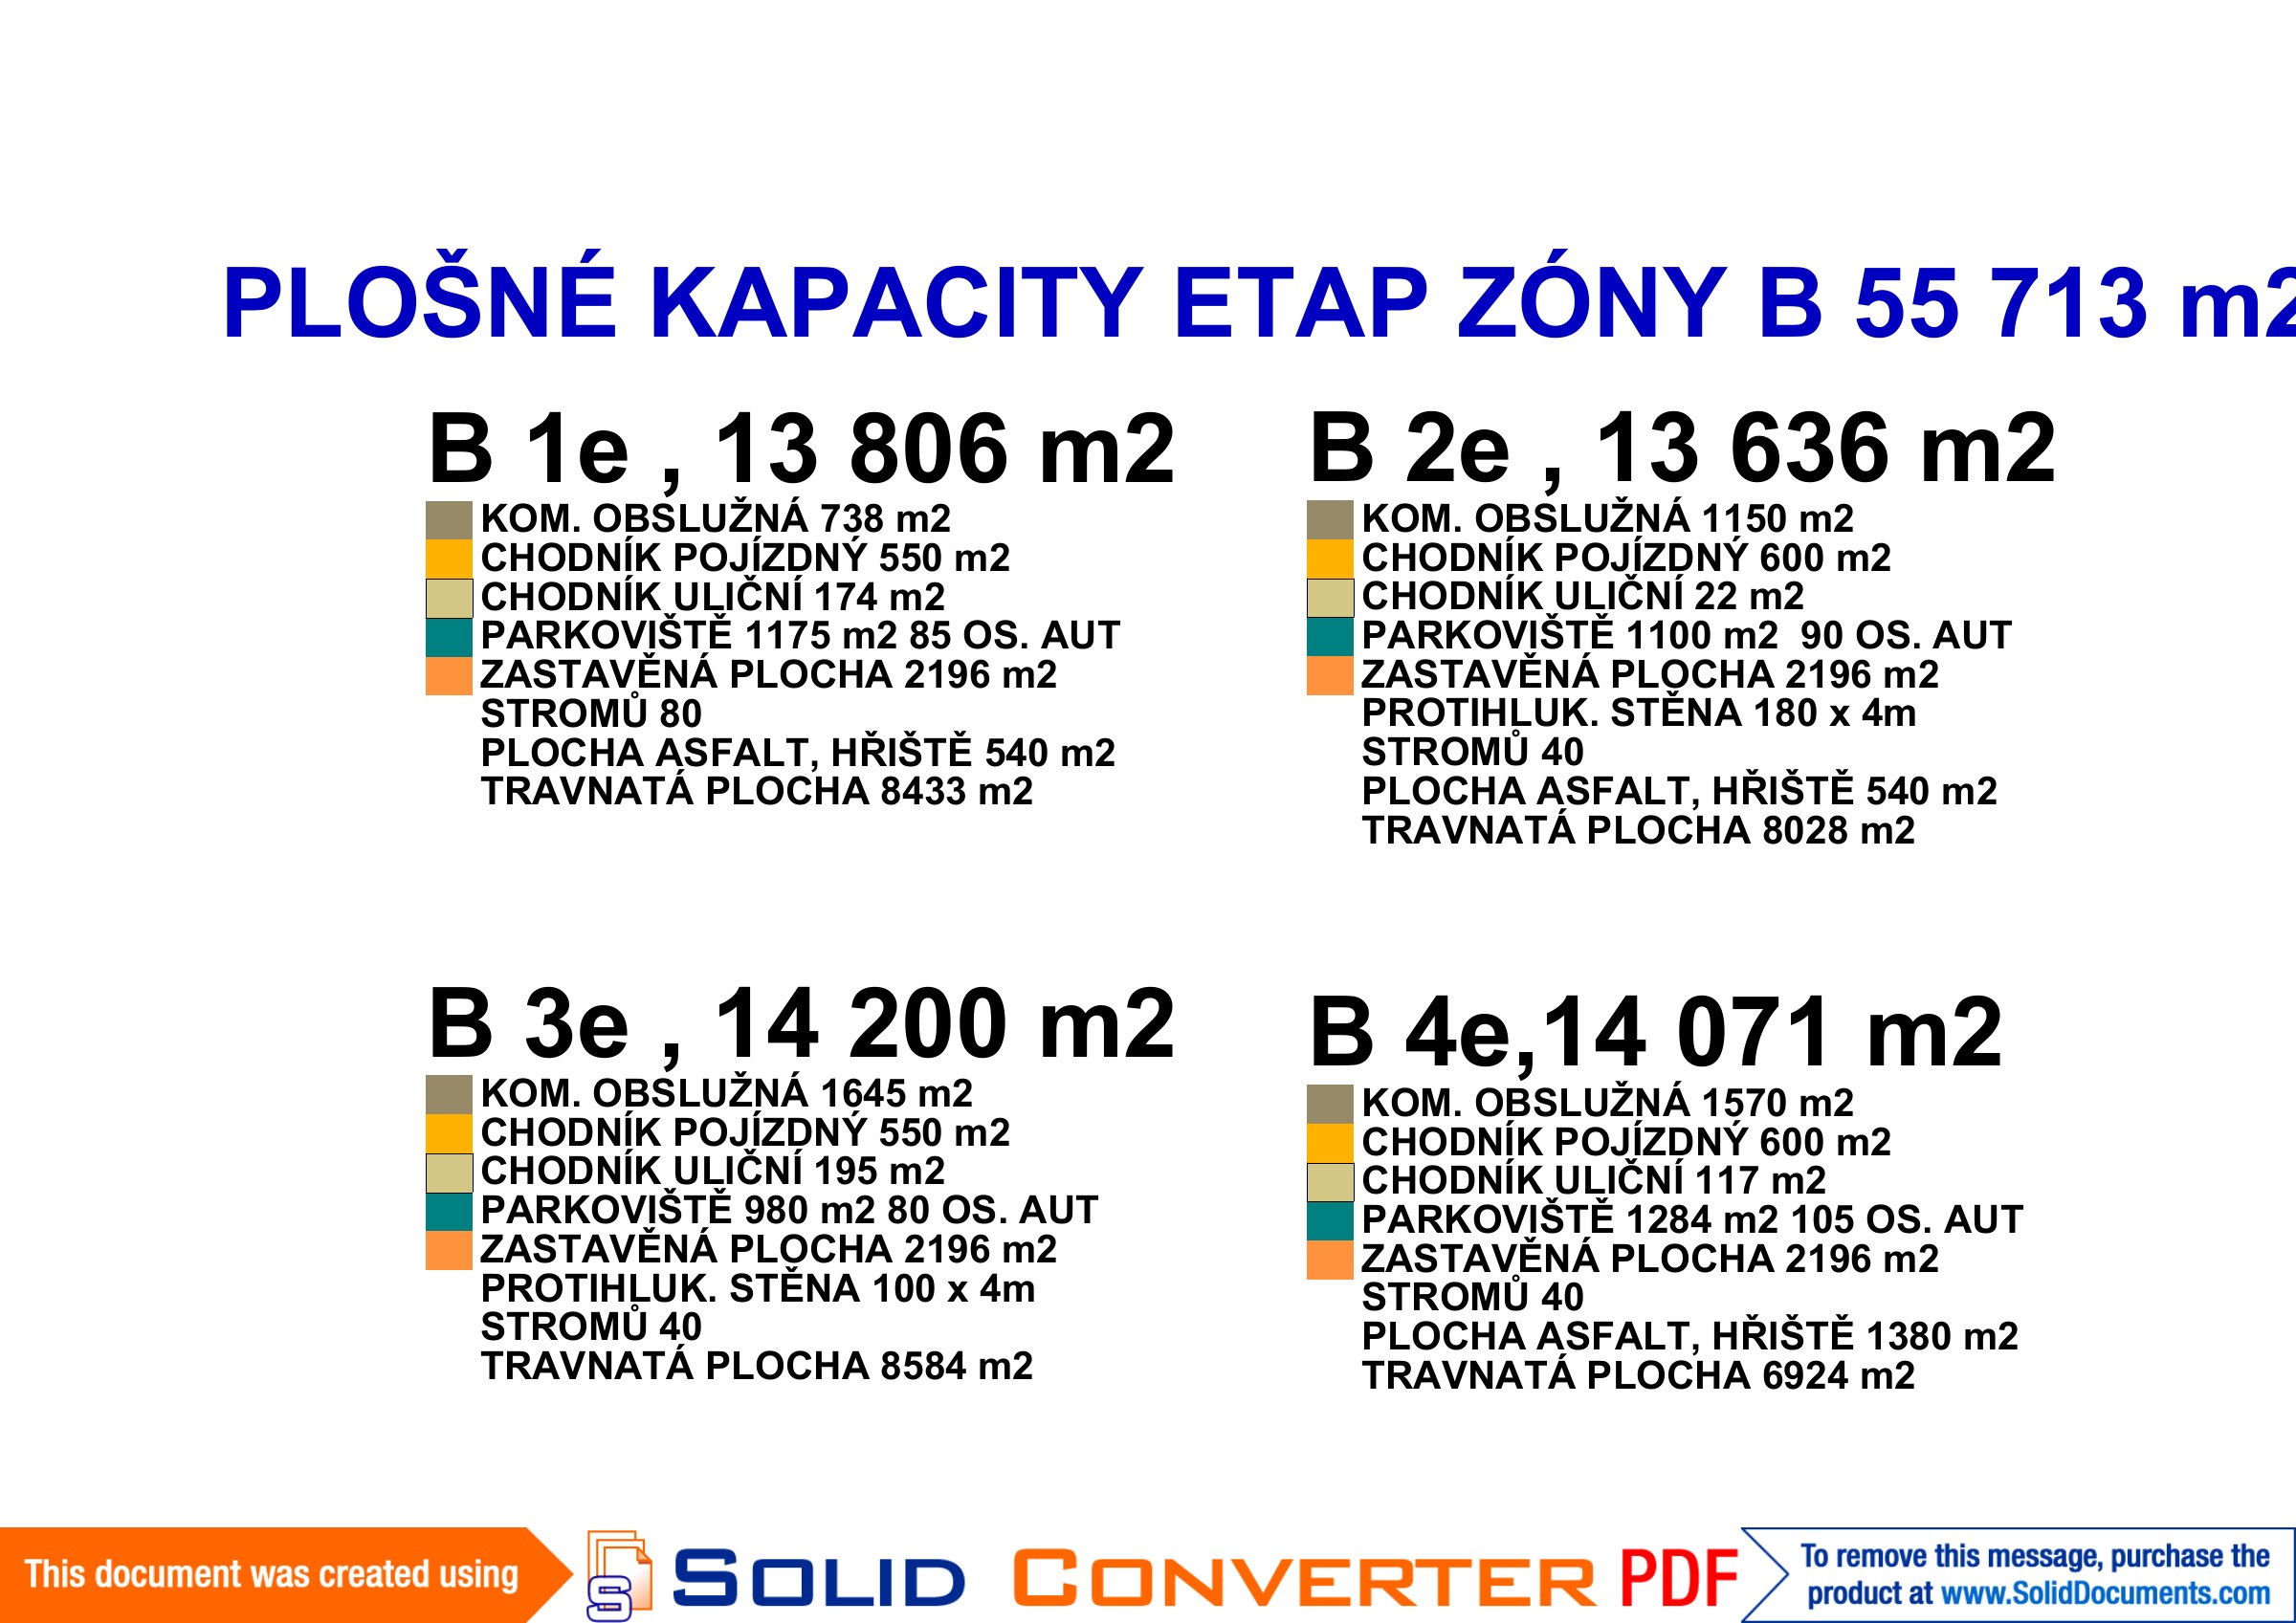 PLOŠNÉ KAPACITY ETAP ZÓNY B 55 713 m2
B 1e , 13 806 m2
KOM. OBSLUŽNÁ 738 m2
CHODNÍK POJÍZDNÝ 550 m2
CHODNÍK ULIČNÍ 174 m2
PARKOVIŠTĚ 1175 m2 85 OS. AUT
ZASTAVĚNÁ PLOCHA 2196 m2
STROMŮ 80
PLOCHA ASFALT, HŘIŠTĚ 540 m2
TRAVNATÁ PLOCHA 8433 m2
B 2e , 13 636 m2
KOM. OBSLUŽNÁ 1150 m2
CHODNÍK POJÍZDNÝ 600 m2
CHODNÍK ULIČNÍ 22 m2
PARKOVIŠTĚ 1100 m2  90 OS. AUT
ZASTAVĚNÁ PLOCHA 2196 m2
PROTIHLUK. STĚNA 180 x 4m
STROMŮ 40
PLOCHA ASFALT, HŘIŠTĚ 540 m2
TRAVNATÁ PLOCHA 8028 m2
B 3e , 14 200 m2
KOM. OBSLUŽNÁ 1645 m2
CHODNÍK POJÍZDNÝ 550 m2
CHODNÍK ULIČNÍ 195 m2
PARKOVIŠTĚ 980 m2 80 OS. AUT
ZASTAVĚNÁ PLOCHA 2196 m2
PROTIHLUK. STĚNA 100 x 4m
STROMŮ 40
TRAVNATÁ PLOCHA 8584 m2
B 4e,14 071 m2
KOM. OBSLUŽNÁ 1570 m2
CHODNÍK POJÍZDNÝ 600 m2
CHODNÍK ULIČNÍ 117 m2
PARKOVIŠTĚ 1284 m2 105 OS. AUT
ZASTAVĚNÁ PLOCHA 2196 m2
STROMŮ 40
PLOCHA ASFALT, HŘIŠTĚ 1380 m2
TRAVNATÁ PLOCHA 6924 m2
This document was created using
S
SOLID CONVERTER PDF
To remove this message, purchase the
product at www.SolidDocuments.com